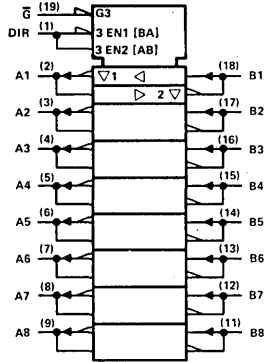 G̅ (19) G3
DIR (1) 3 EN1 [BA]
3 EN2 [AB]
A1 (2) ▽1 ◁ (18) B1
▷ 2▽
A2 (3) (17) B2
A3 (4) (16) B3
A4 (5) (15) B4
A5 (6) (14) B5
A6 (7) (13) B6
A7 (8) (12) B7
A8 (9) (11) B8